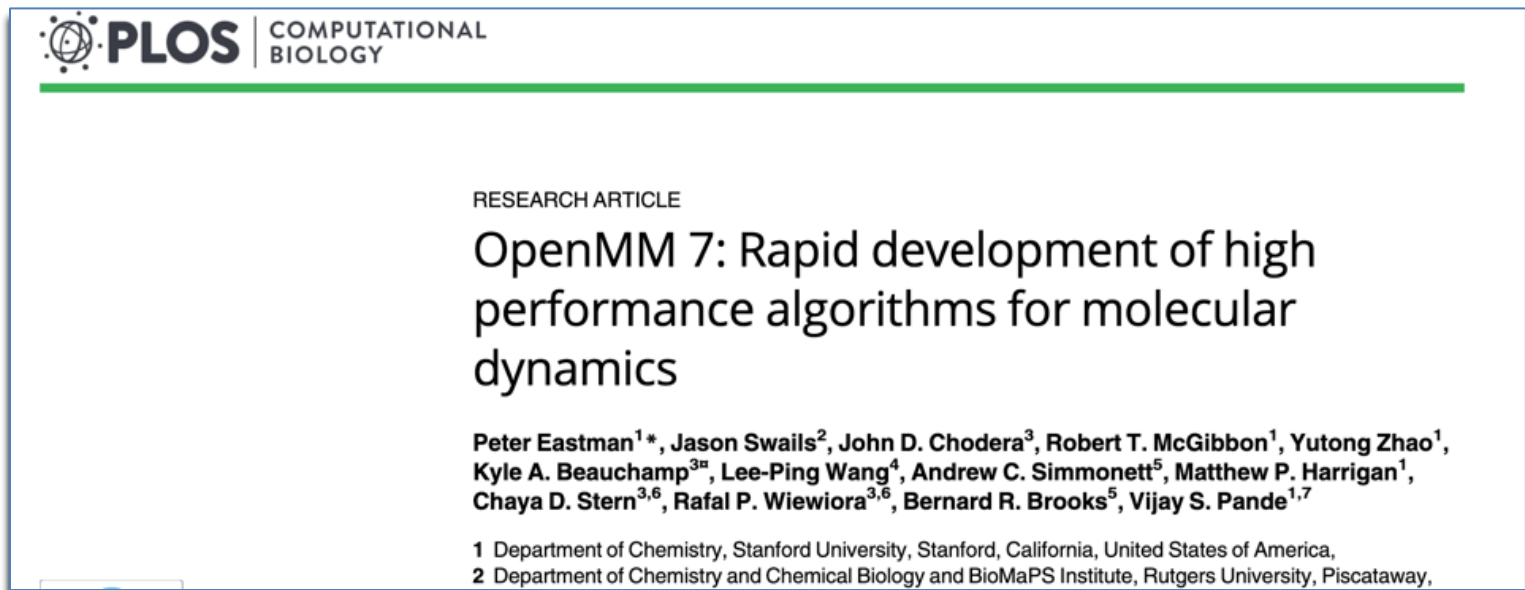 PLOS COMPUTATIONAL
BIOLOGY
RESEARCH ARTICLE
OpenMM 7: Rapid development of high
performance algorithms for molecular
dynamics
Peter Eastman1*, Jason Swails2, John D. Chodera3, Robert T. McGibbon1, Yutong Zhao1,
Kyle A. Beauchamp3¤, Lee-Ping Wang4, Andrew C. Simmonett5, Matthew P. Harrigan1,
Chaya D. Stern3,6, Rafal P. Wiewiora3,6, Bernard R. Brooks5, Vijay S. Pande1,7
1 Department of Chemistry, Stanford University, Stanford, California, United States of America,
2 Department of Chemistry and Chemical Biology and BioMaPS Institute, Rutgers University, Piscataway,